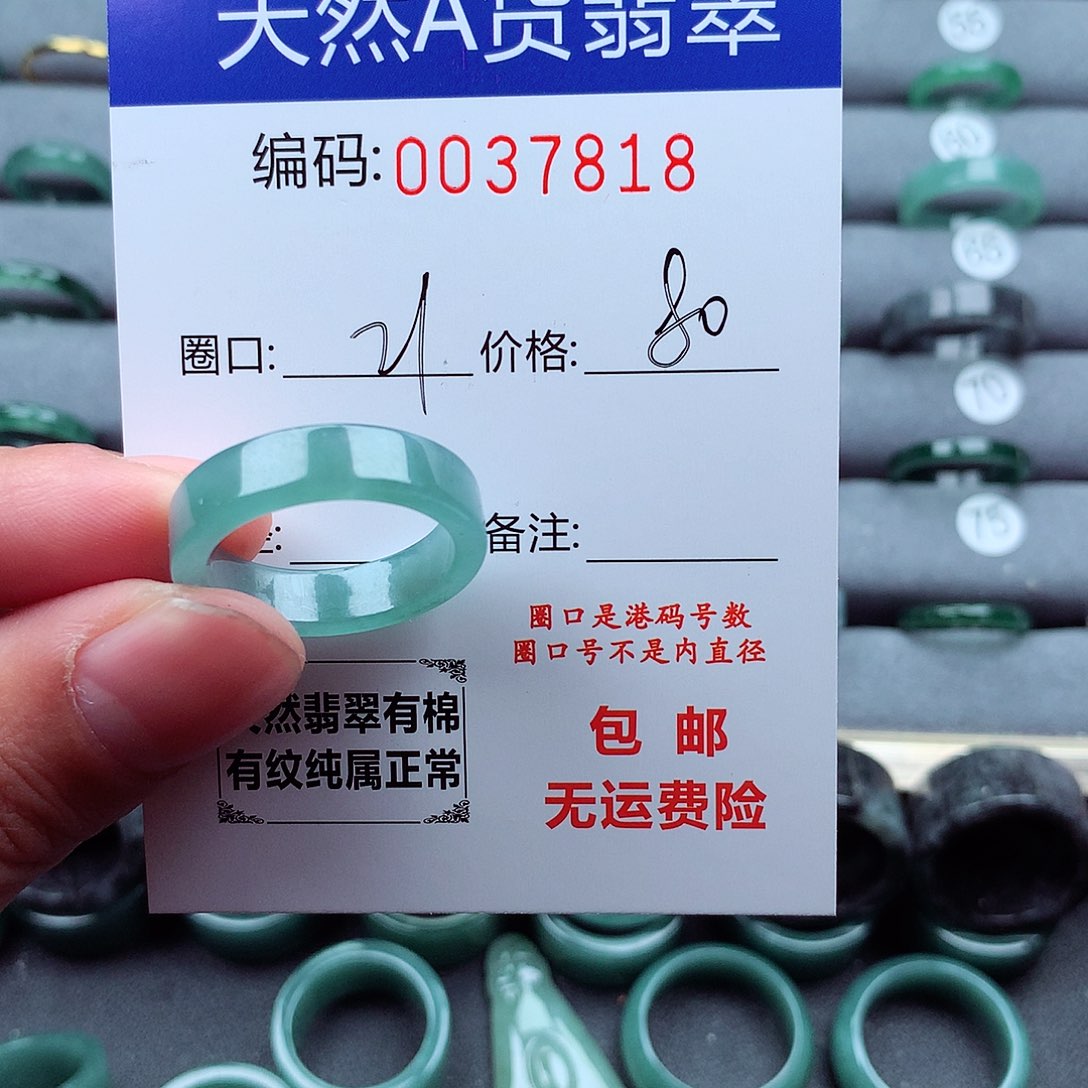 天然A货翡翠
编码:0037818
圈口: 21 价格: 80
备注:
圈口是港码号数
圈口号不是内直径
天然翡翠有棉
有纹纯属正常
包邮
无运费险
55
60
65
70
75